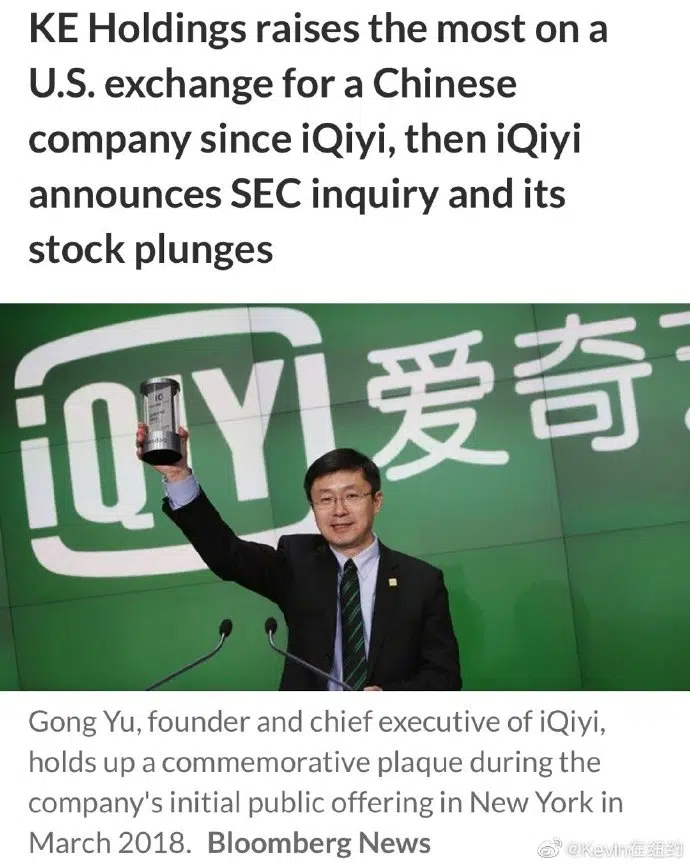 KE Holdings raises the most on a
U.S. exchange for a Chinese
company since iQiyi, then iQiyi
announces SEC inquiry and its
stock plunges
iQIYI 爱奇
Gong Yu, founder and chief executive of iQiyi,
holds up a commemorative plaque during the
company's initial public offering in New York in
March 2018. Bloomberg News
@Kevin在纽约